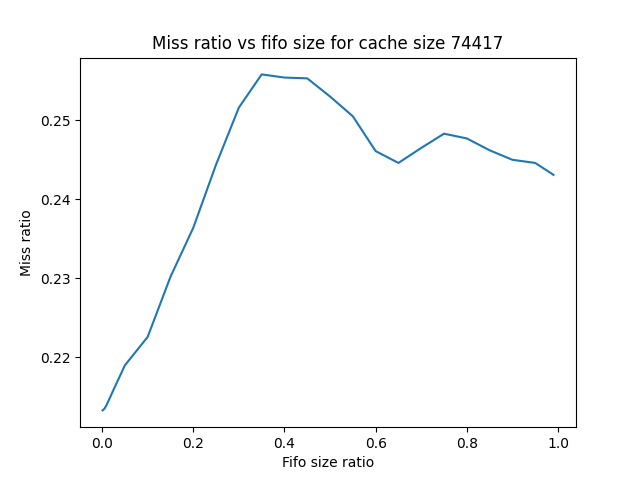 Miss ratio vs fifo size for cache size 74417
0.25
0.24
0.23
0.22
Miss ratio
0.0 0.2 0.4 0.6 0.8 1.0
Fifo size ratio